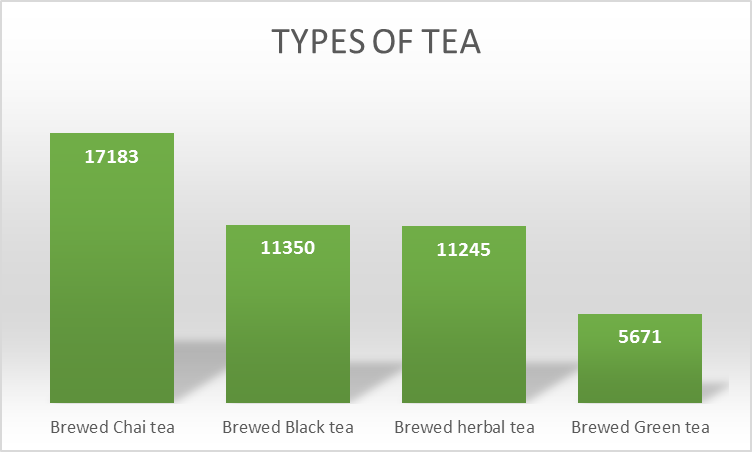 TYPES OF TEA
17183
11350
11245
5671
Brewed Chai tea
Brewed Black tea
Brewed herbal tea
Brewed Green tea